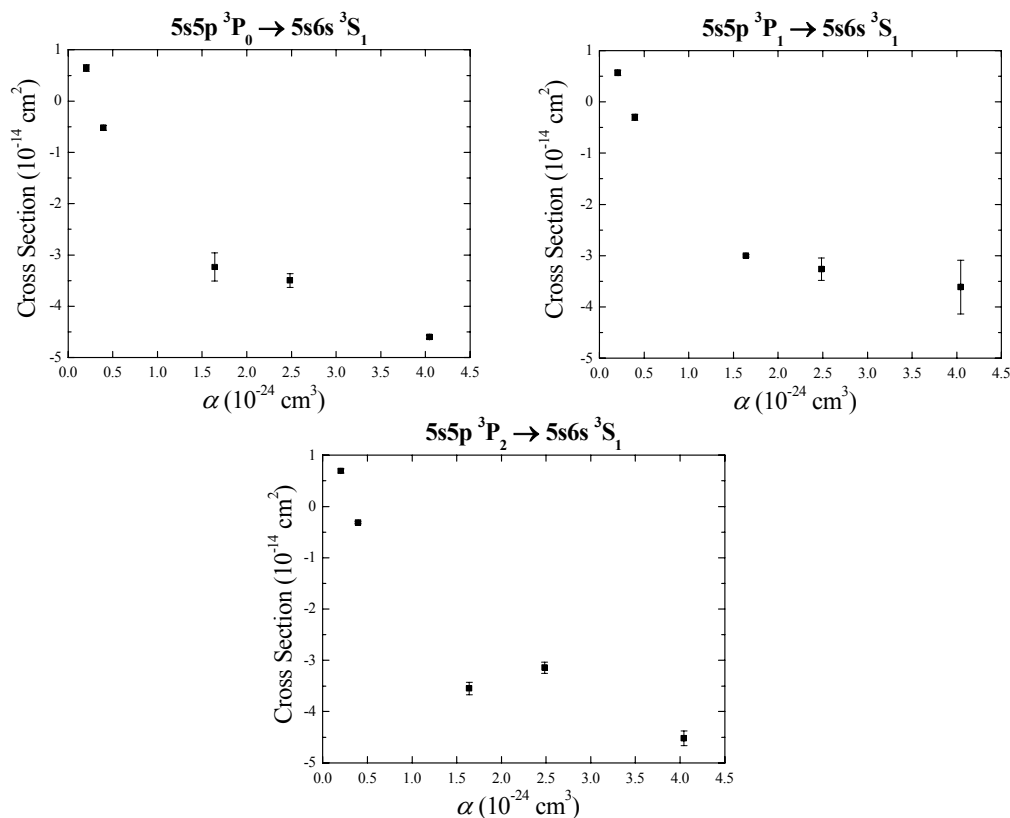 5s5p ³P₀ → 5s6s ³S₁
1
0
-1
-2
-3
-4
-5
Cross Section (10⁻¹⁴ cm²)
0.0 0.5 1.0 1.5 2.0 2.5 3.0 3.5 4.0 4.5
α (10⁻²⁴ cm³)
5s5p ³P₁ → 5s6s ³S₁
1
0
-1
-2
-3
-4
-5
Cross Section (10⁻¹⁴ cm²)
0.0 0.5 1.0 1.5 2.0 2.5 3.0 3.5 4.0 4.5
α (10⁻²⁴ cm³)
5s5p ³P₂ → 5s6s ³S₁
1
0
-1
-2
-3
-4
-5
Cross Section (10⁻¹⁴ cm²)
0.0 0.5 1.0 1.5 2.0 2.5 3.0 3.5 4.0 4.5
α (10⁻²⁴ cm³)